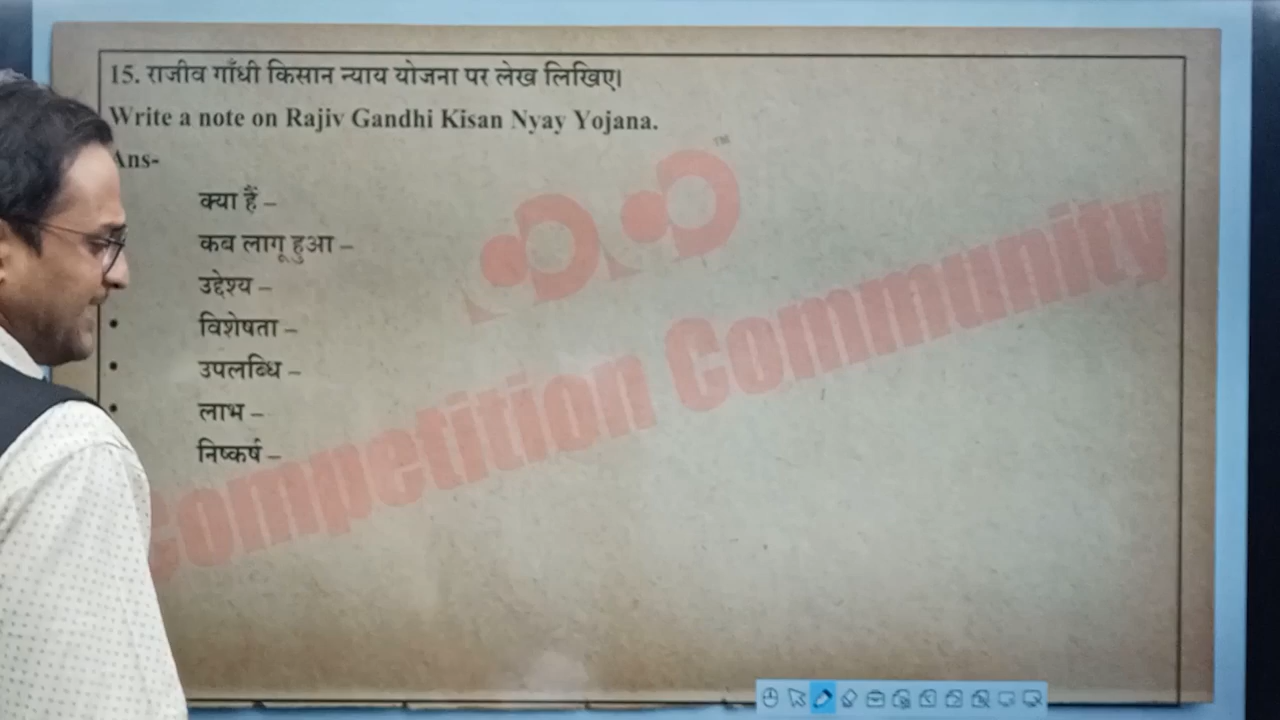 15. राजीव गाँधी किसान न्याय योजना पर लेख लिखिए।
Write a note on Rajiv Gandhi Kisan Nyay Yojana.
Ans-
क्या हैं –
कब लागू हुआ –
उद्देश्य –
विशेषता –
उपलब्धि –
लाभ –
निष्कर्ष –
Competition Community
TM